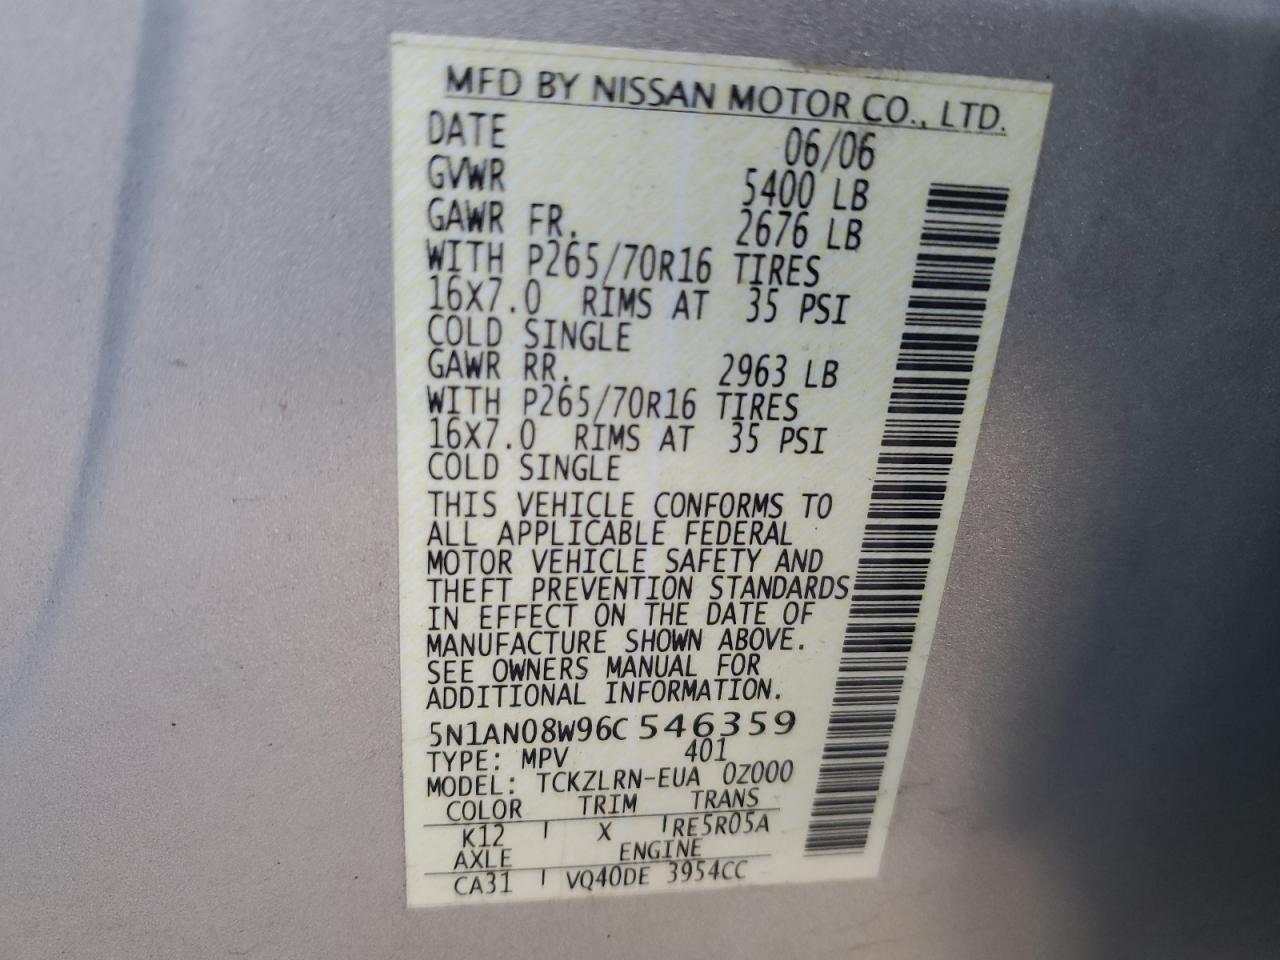 MFD BY NISSAN MOTOR CO., LTD.
DATE 06/06
GVWR 5400 LB
GAWR FR. 2676 LB
WITH P265/70R16 TIRES
16X7.0 RIMS AT 35 PSI
COLD SINGLE
GAWR RR. 2963 LB
WITH P265/70R16 TIRES
16X7.0 RIMS AT 35 PSI
COLD SINGLE
THIS VEHICLE CONFORMS TO
ALL APPLICABLE FEDERAL
MOTOR VEHICLE SAFETY AND
THEFT PREVENTION STANDARDS
IN EFFECT ON THE DATE OF
MANUFACTURE SHOWN ABOVE.
SEE OWNERS MANUAL FOR
ADDITIONAL INFORMATION.
5N1AN08W96C546359
TYPE: MPV 401
MODEL: TCKZLRN-EUA 0Z000
COLOR TRIM TRANS
K12 X RE5R05A
AXLE ENGINE
CA31 VQ40DE 3954CC